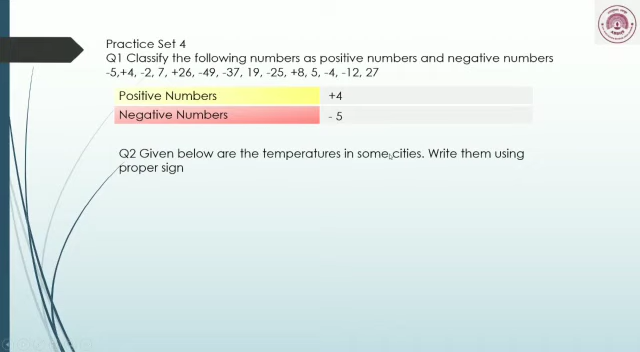 Practice Set 4
Q1 Classify the following numbers as positive numbers and negative numbers
-5,+4, -2, 7, +26, -49, -37, 19, -25, +8, 5, -4, -12, 27
Positive Numbers +4
Negative Numbers - 5
Q2 Given below are the temperatures in some cities. Write them using
proper sign